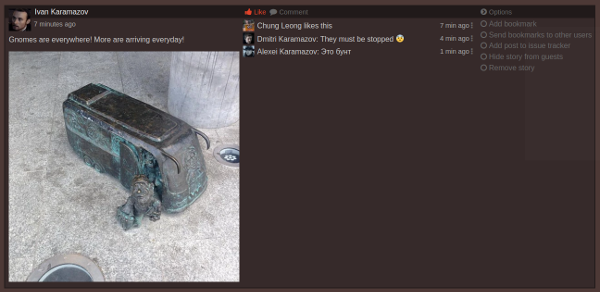 Ivan Karamazov
7 minutes ago
Gnomes are everywhere! More are arriving everyday!
Like Comment
Chung Leong likes this 7 min ago
Dmitri Karamazov: They must be stopped 😨 4 min ago
Alexei Karamazov: Это бунт 1 min ago
Options
Add bookmark
Send bookmarks to other users
Add post to issue tracker
Hide story from guests
Remove story